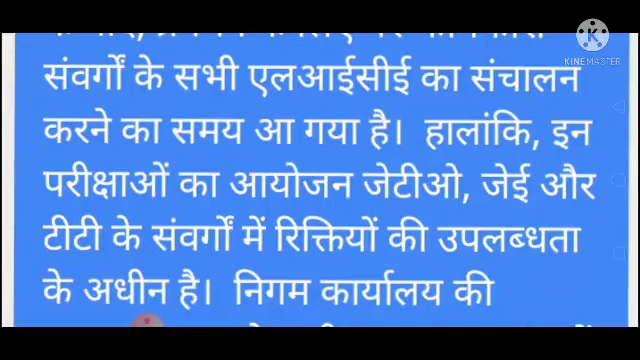 संवर्गों के सभी एलआईसीई का संचालन
करने का समय आ गया है। हालांकि, इन
परीक्षाओं का आयोजन जेटीओ, जेई और
टीटी के संवर्गों में रिक्तियों की उपलब्धता
के अधीन है। निगम कार्यालय की
K
KINEMASTER